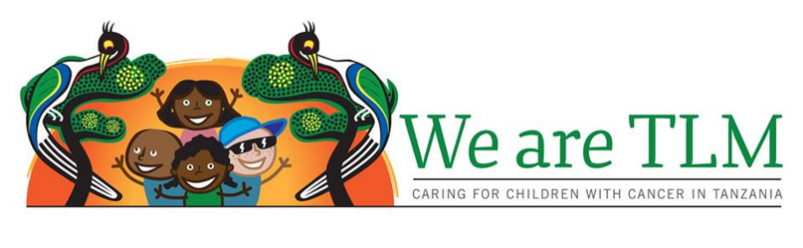 We are TLM
CARING FOR CHILDREN WITH CANCER IN TANZANIA